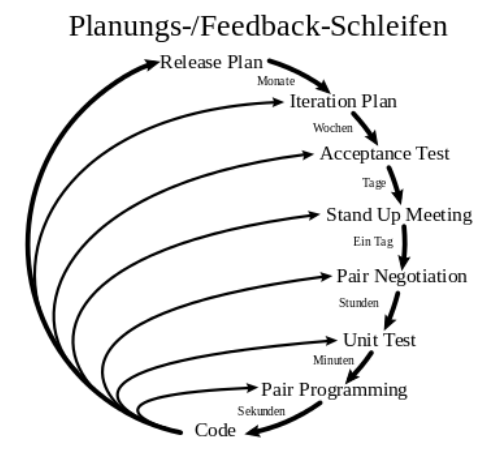 Planungs-/Feedback-Schleifen
Release Plan
Monate
Iteration Plan
Wochen
Acceptance Test
Tage
Stand Up Meeting
Ein Tag
Pair Negotiation
Stunden
Unit Test
Minuten
Pair Programming
Sekunden
Code